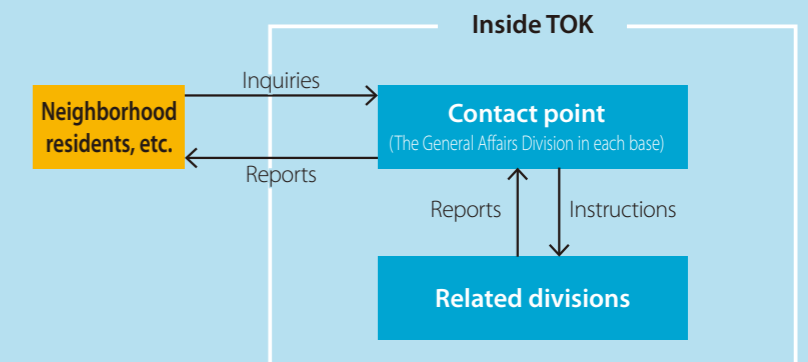 Inside TOK
Inquiries
Neighborhood
residents, etc.
Contact point
(The General Affairs Division in each base)
Reports
Reports
Instructions
Related divisions